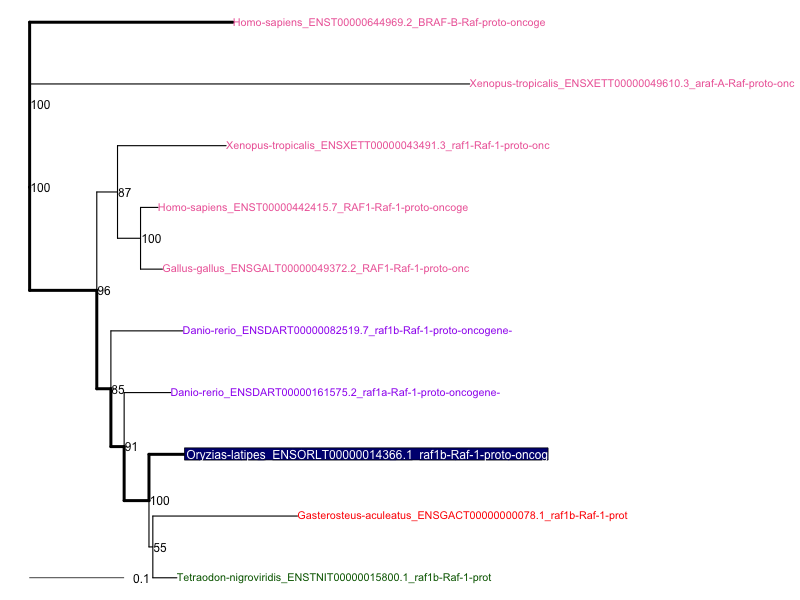 Homo-sapiens_ENST00000644969.2_BRAF-B-Raf-proto-oncoge
Xenopus-tropicalis_ENSXETT00000049610.3_araf-A-Raf-proto-onc
100
Xenopus-tropicalis_ENSXETT00000043491.3_raf1-Raf-1-proto-onc
100
87
Homo-sapiens_ENST00000442415.7_RAF1-Raf-1-proto-oncoge
100
Gallus-gallus_ENSGALT00000049372.2_RAF1-Raf-1-proto-onc
96
Danio-rerio_ENSDART00000082519.7_raf1b-Raf-1-proto-oncogene-
85
Danio-rerio_ENSDART00000161575.2_raf1a-Raf-1-proto-oncogene-
91
Oryzias-latipes_ENSORLT00000014366.1_raf1b-Raf-1-proto-oncog
100
Gasterosteus-aculeatus_ENSGACT00000000078.1_raf1b-Raf-1-prot
55
0.1
Tetraodon-nigroviridis_ENSTNIT00000015800.1_raf1b-Raf-1-prot